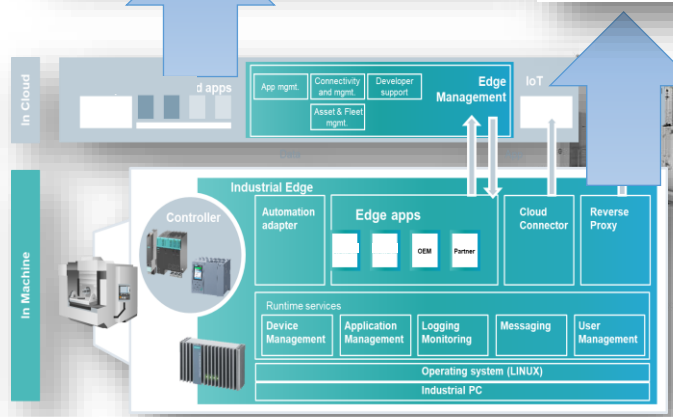 In Cloud
d apps
App mgmt.
Connectivity
and mgmt.
Developer
support
Asset & Fleet
mgmt.
Edge
Management
IoT
In Machine
Industrial Edge
Controller
Automation
adapter
Edge apps
OEM
Partner
Cloud
Connector
Reverse
Proxy
Runtime services
Device
Management
Application
Management
Logging
Monitoring
Messaging
User
Management
Operating system (LINUX)
Industrial PC